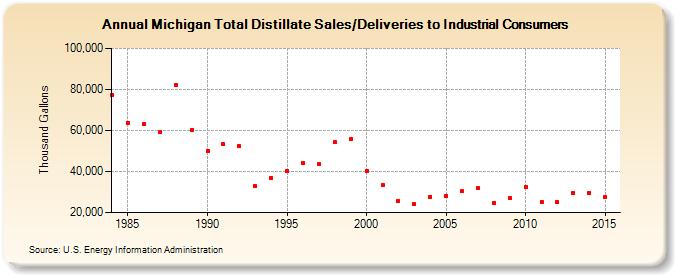 Annual Michigan Total Distillate Sales/Deliveries to Industrial Consumers
Thousand Gallons
100,000
80,000
60,000
40,000
20,000
1985 1990 1995 2000 2005 2010 2015
Source: U.S. Energy Information Administration